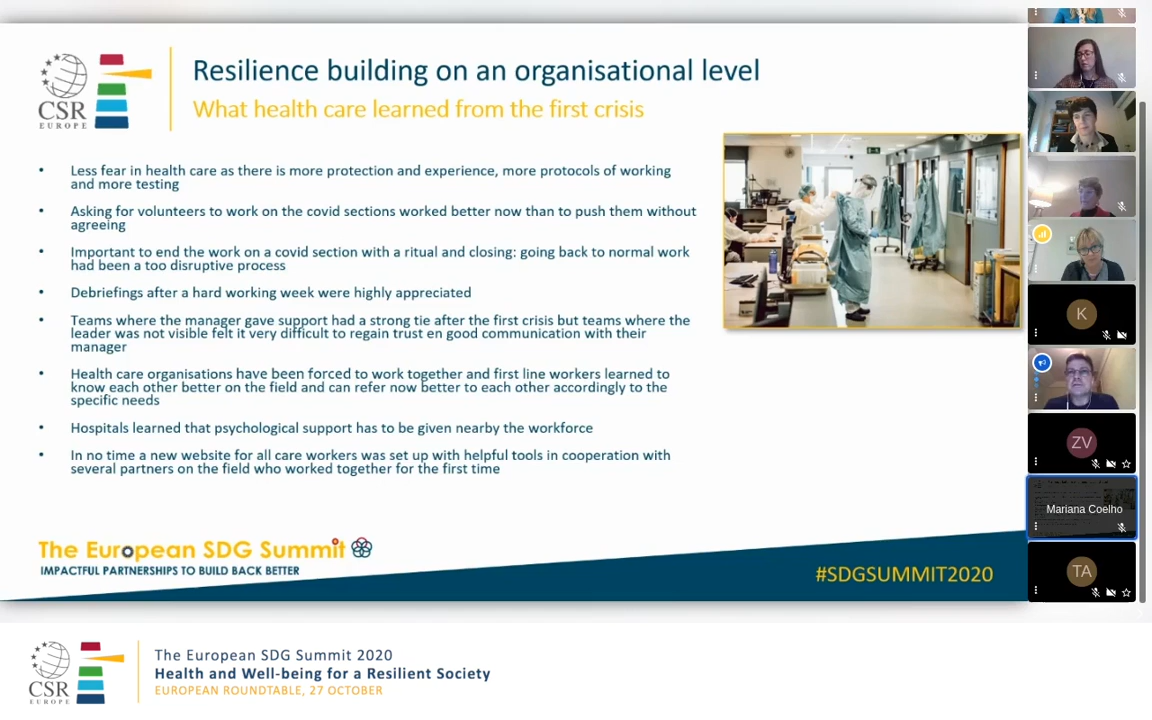 CSR
EUROPE
Resilience building on an organisational level
What health care learned from the first crisis
• Less fear in health care as there is more protection and experience, more protocols of working
and more testing
• Asking for volunteers to work on the covid sections worked better now than to push them without
agreeing
• Important to end the work on a covid section with a ritual and closing: going back to normal work
had been a too disruptive process
• Debriefings after a hard working week were highly appreciated
• Teams where the manager gave support had a strong tie after the first crisis but teams where the
leader was not visible felt it very difficult to regain trust en good communication with their
manager
• Health care organisations have been forced to work together and first line workers learned to
know each other better on the field and can refer now better to each other accordingly to the
specific needs
• Hospitals learned that psychological support has to be given nearby the workforce
• In no time a new website for all care workers was set up with helpful tools in cooperation with
several partners on the field who worked together for the first time
The European SDG Summit
IMPACTFUL PARTNERSHIPS TO BUILD BACK BETTER
#SDGSUMMIT2020
K
ZV
Mariana Coelho
TA
CSR
EUROPE
The European SDG Summit 2020
Health and Well-being for a Resilient Society
EUROPEAN ROUNDTABLE, 27 OCTOBER